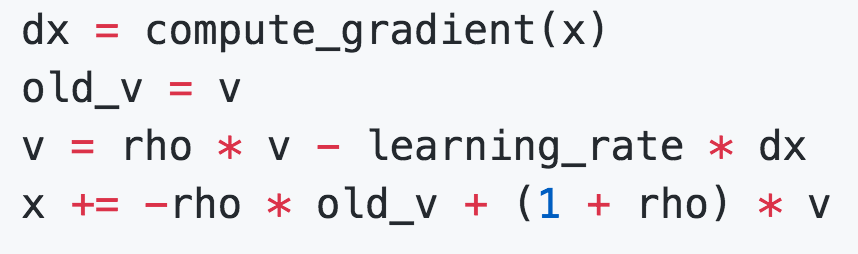 dx = compute_gradient(x)
old_v = v
v = rho * v - learning_rate * dx
x += -rho * old_v + (1 + rho) * v